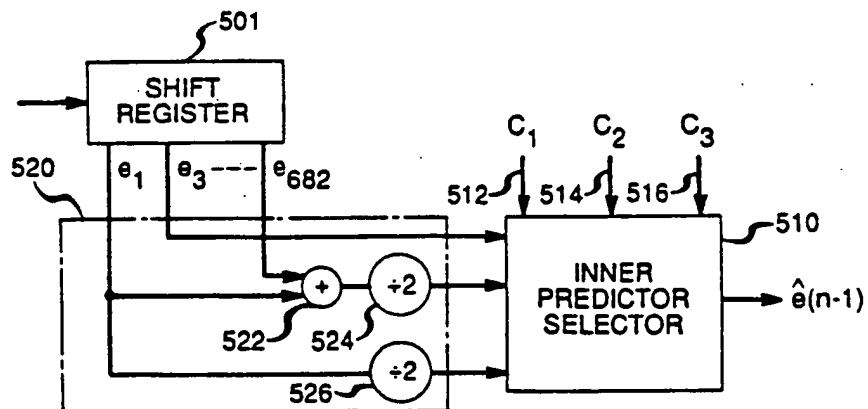 501
SHIFT
REGISTER
520
e1 e3 ---- e682
C1 C2 C3
512 514 516
510
+ ÷2
INNER
PREDICTOR
SELECTOR
ê(n-1)
522 524
÷2
526